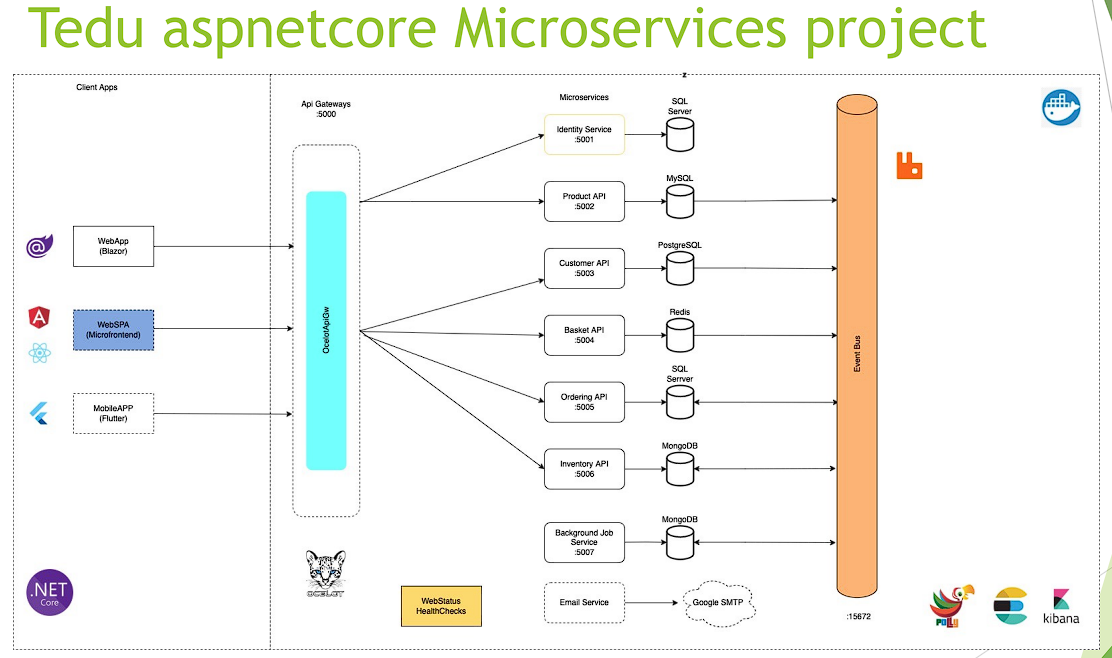 Tedu aspnetcore Microservices project
z
Client Apps
Api Gateways
:5000
Microservices
SQL
Server
Identity Service
:5001
MySQL
Product API
:5002
WebApp
(Blazor)
PostgreSQL
Customer API
:5003
WebSPA
(Microfrontend)
OcelotApiGw
Redis
Basket API
:5004
Event Bus
SQL
Serrver
Ordering API
:5005
MobileAPP
(Flutter)
MongoDB
Inventory API
:5006
MongoDB
Background Job
Service
:5007
.NET
Core
OCELOT
WebStatus
HealthChecks
Email Service
Google SMTP
:15672
POLLY
kibana